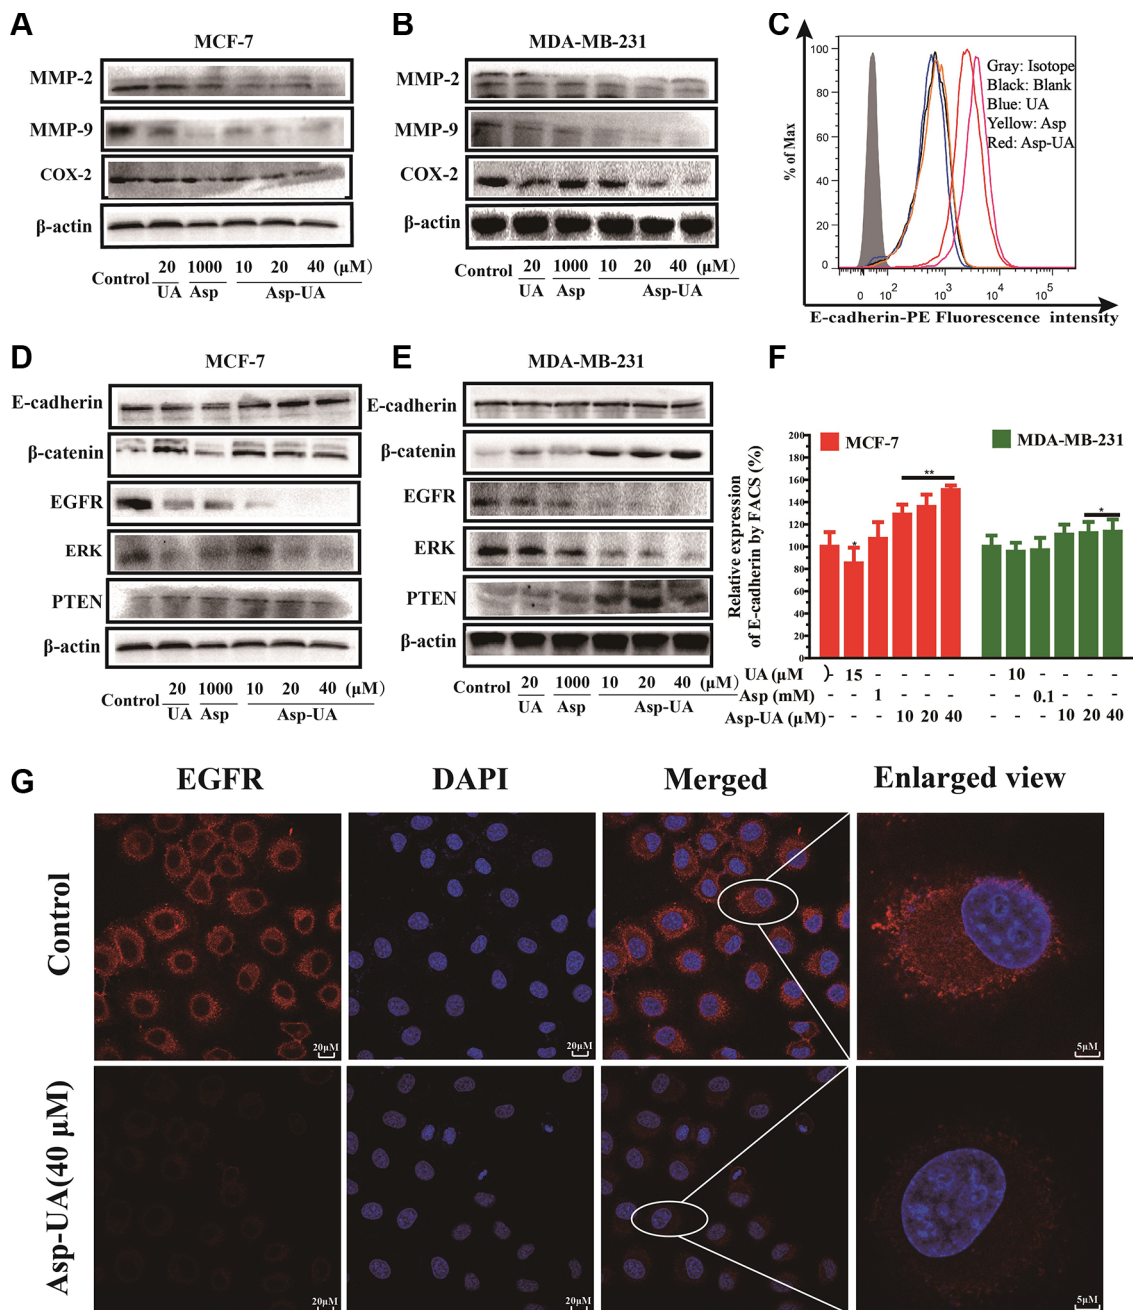 A
MCF-7
MMP-2
MMP-9
COX-2
β-actin
Control 20 1000 10 20 40 (μM)
UA Asp Asp-UA
B
MDA-MB-231
MMP-2
MMP-9
COX-2
β-actin
Control 20 1000 10 20 40 (μM)
UA Asp Asp-UA
C
% of Max
100
80
60
40
20
0
Gray: Isotope
Black: Blank
Blue: UA
Yellow: Asp
Red: Asp-UA
0 10² 10³ 10⁴ 10⁵
E-cadherin-PE Fluorescence intensity
D
MCF-7
E-cadherin
β-catenin
EGFR
ERK
PTEN
β-actin
Control 20 1000 10 20 40 (μM)
UA Asp Asp-UA
E
MDA-MB-231
E-cadherin
β-catenin
EGFR
ERK
PTEN
β-actin
Control 20 1000 10 20 40 (μM)
UA Asp Asp-UA
F
Relative expression
of E-cadherin by FACS (%)
200
180
160
140
120
100
80
60
40
20
0
MCF-7 MDA-MB-231
* ** *
UA (μM) - 15 - - - - - 10 - - - -
Asp (mM) - - 1 - - - - - 0.1 - - -
Asp-UA (μM) - - - 10 20 40 - - - 10 20 40
G
EGFR DAPI Merged Enlarged view
Control
20μM 20μM 5μM
Asp-UA(40 μM)
20μM 20μM 5μM